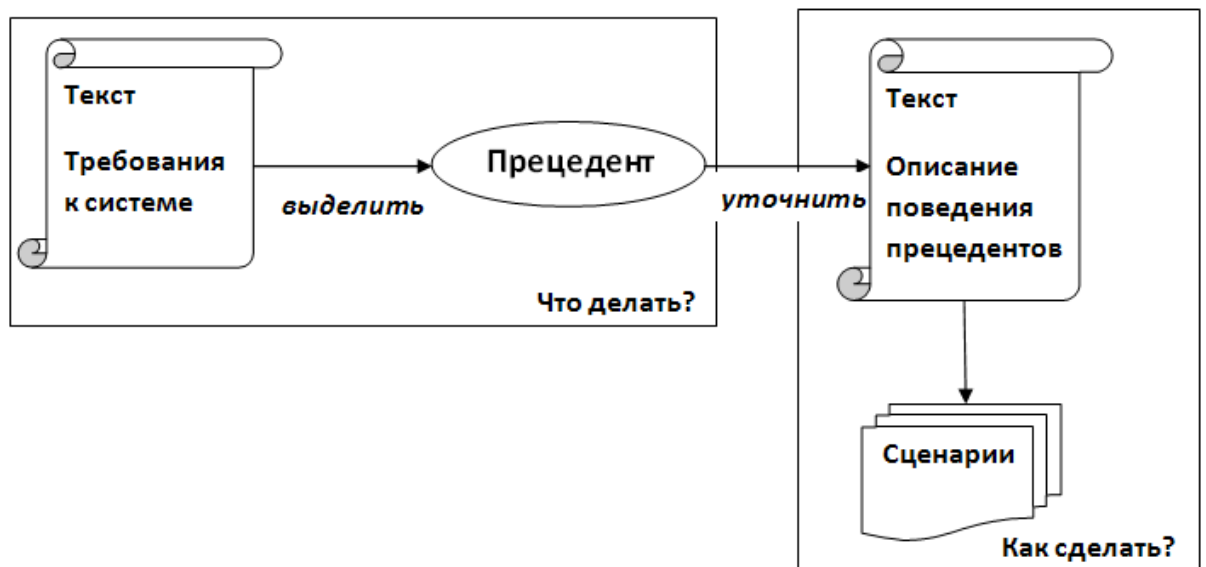 Текст
Требования
к системе
выделить
Прецедент
Что делать?
уточнить
Текст
Описание
поведения
прецедентов
Сценарии
Как сделать?